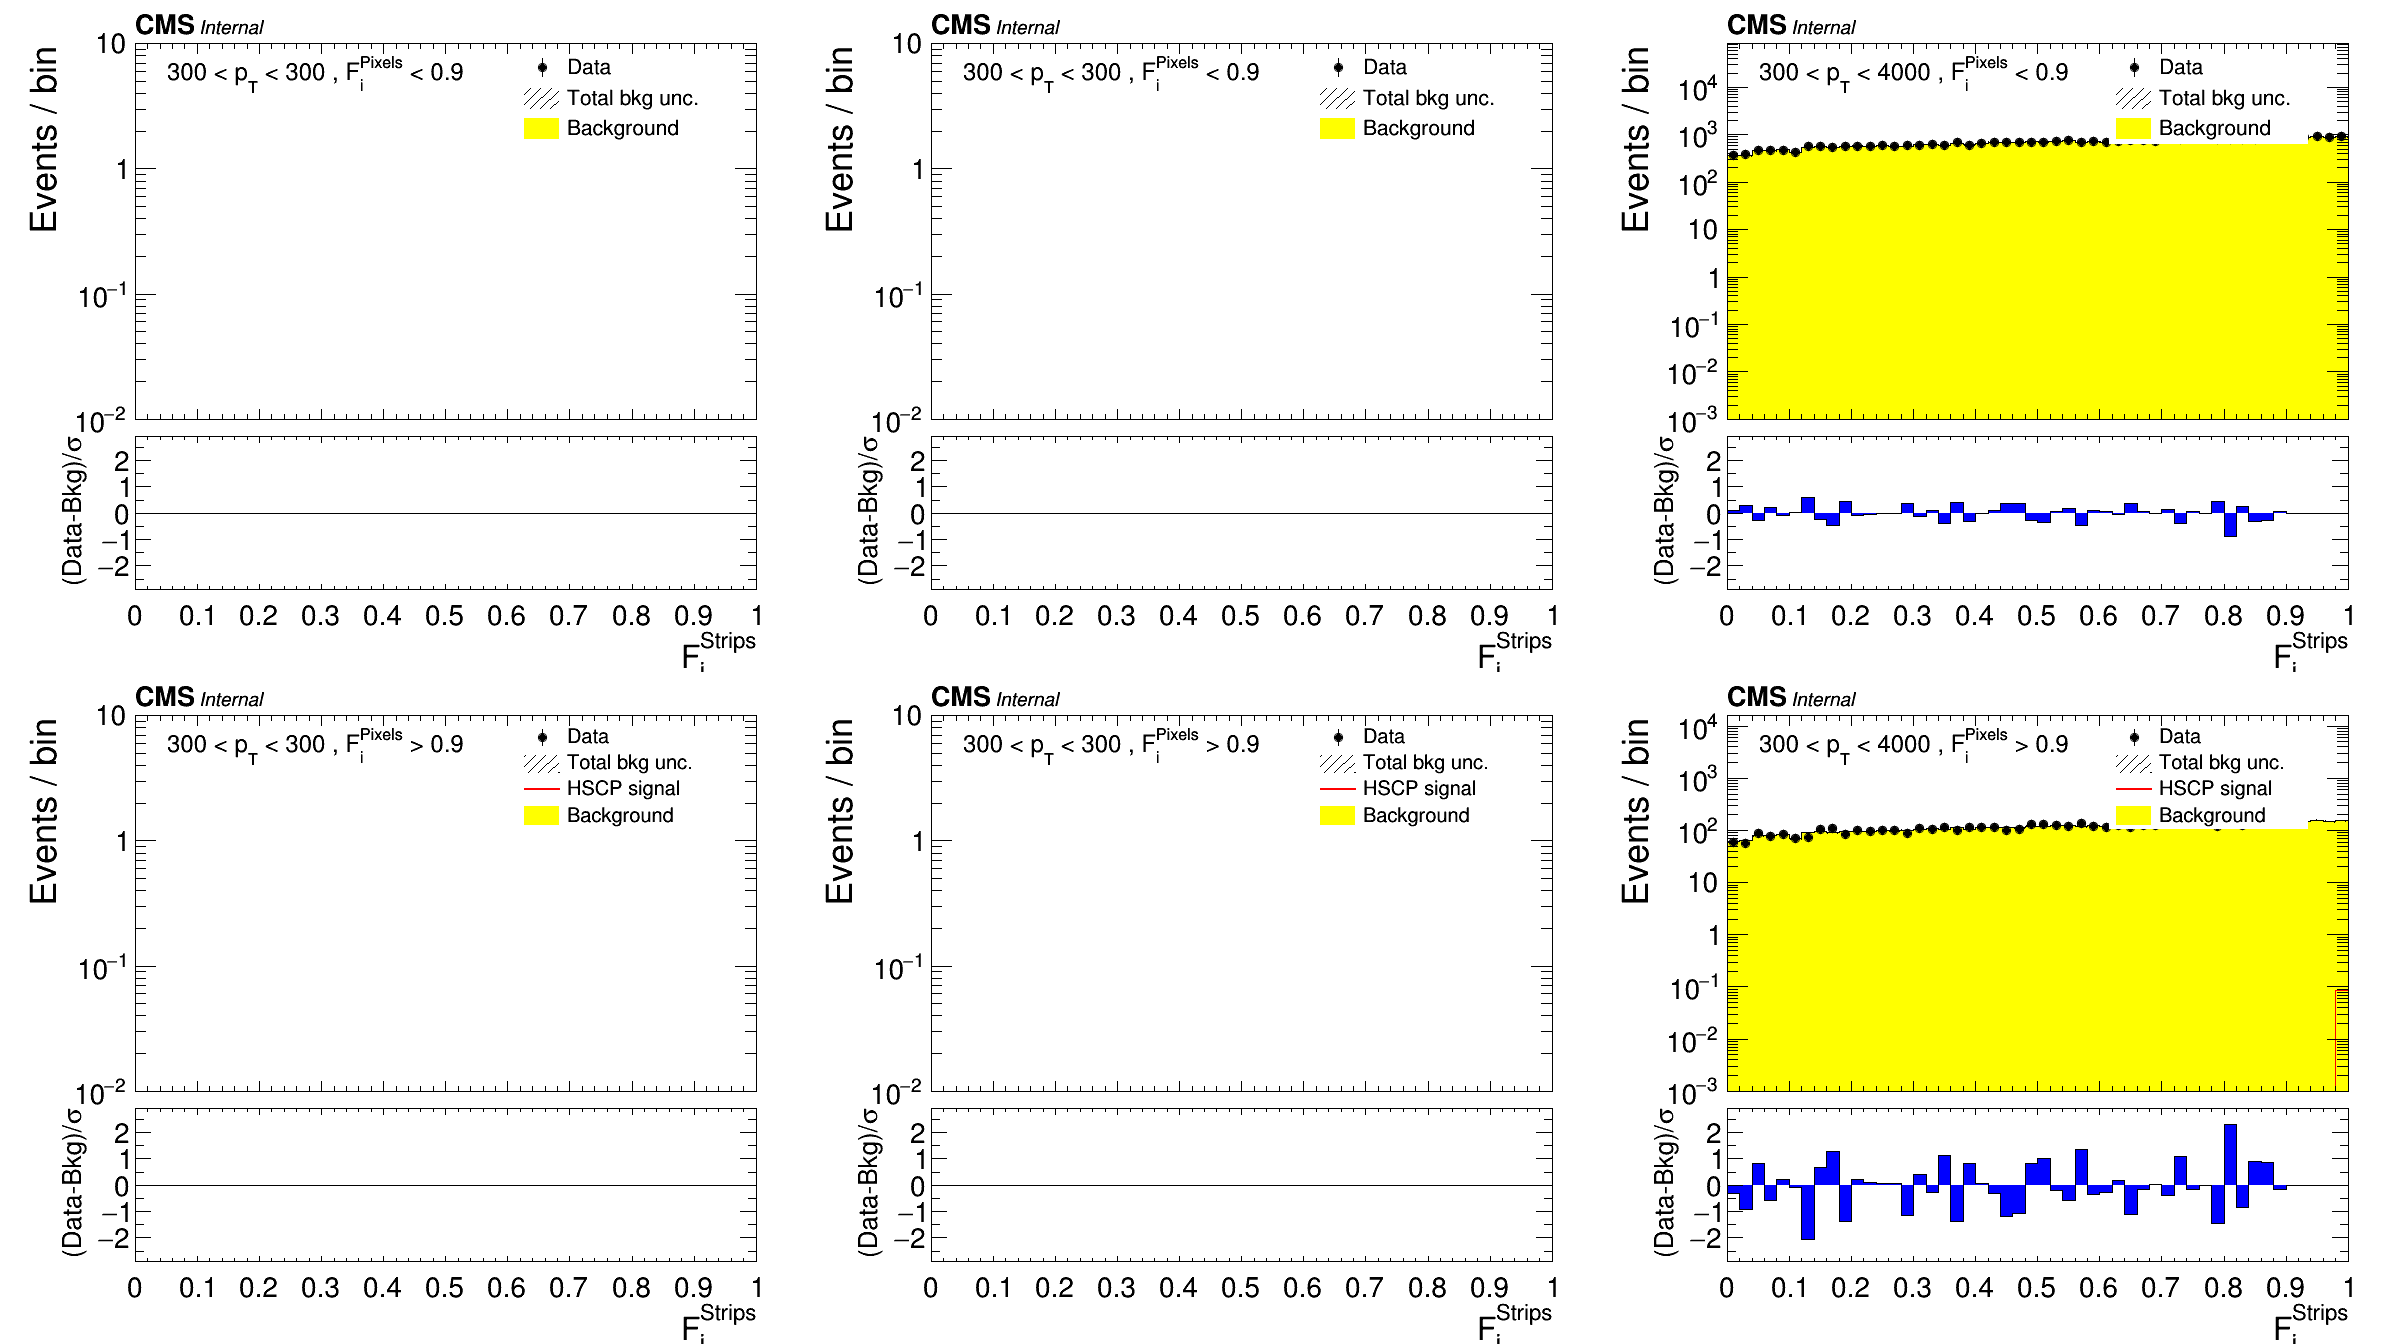 CMS Internal
10
1
10⁻¹
10⁻²
Events / bin
300 < p_T < 300 , F_i^Pixels < 0.9
Data
Total bkg unc.
Background
2
1
0
−1
−2
(Data-Bkg)/σ
0 0.1 0.2 0.3 0.4 0.5 0.6 0.7 0.8 0.9 1
F_i^Strips
CMS Internal
10
1
10⁻¹
10⁻²
Events / bin
300 < p_T < 300 , F_i^Pixels < 0.9
Data
Total bkg unc.
Background
2
1
0
−1
−2
(Data-Bkg)/σ
0 0.1 0.2 0.3 0.4 0.5 0.6 0.7 0.8 0.9 1
F_i^Strips
CMS Internal
10⁴
10³
10²
10
1
10⁻¹
10⁻²
10⁻³
Events / bin
300 < p_T < 4000 , F_i^Pixels < 0.9
Data
Total bkg unc.
Background
2
1
0
−1
−2
(Data-Bkg)/σ
0 0.1 0.2 0.3 0.4 0.5 0.6 0.7 0.8 0.9 1
F_i^Strips
CMS Internal
10
1
10⁻¹
10⁻²
Events / bin
300 < p_T < 300 , F_i^Pixels > 0.9
Data
Total bkg unc.
HSCP signal
Background
2
1
0
−1
−2
(Data-Bkg)/σ
0 0.1 0.2 0.3 0.4 0.5 0.6 0.7 0.8 0.9 1
F_i^Strips
CMS Internal
10
1
10⁻¹
10⁻²
Events / bin
300 < p_T < 300 , F_i^Pixels > 0.9
Data
Total bkg unc.
HSCP signal
Background
2
1
0
−1
−2
(Data-Bkg)/σ
0 0.1 0.2 0.3 0.4 0.5 0.6 0.7 0.8 0.9 1
F_i^Strips
CMS Internal
10⁴
10³
10²
10
1
10⁻¹
10⁻²
10⁻³
Events / bin
300 < p_T < 4000 , F_i^Pixels > 0.9
Data
Total bkg unc.
HSCP signal
Background
2
1
0
−1
−2
(Data-Bkg)/σ
0 0.1 0.2 0.3 0.4 0.5 0.6 0.7 0.8 0.9 1
F_i^Strips